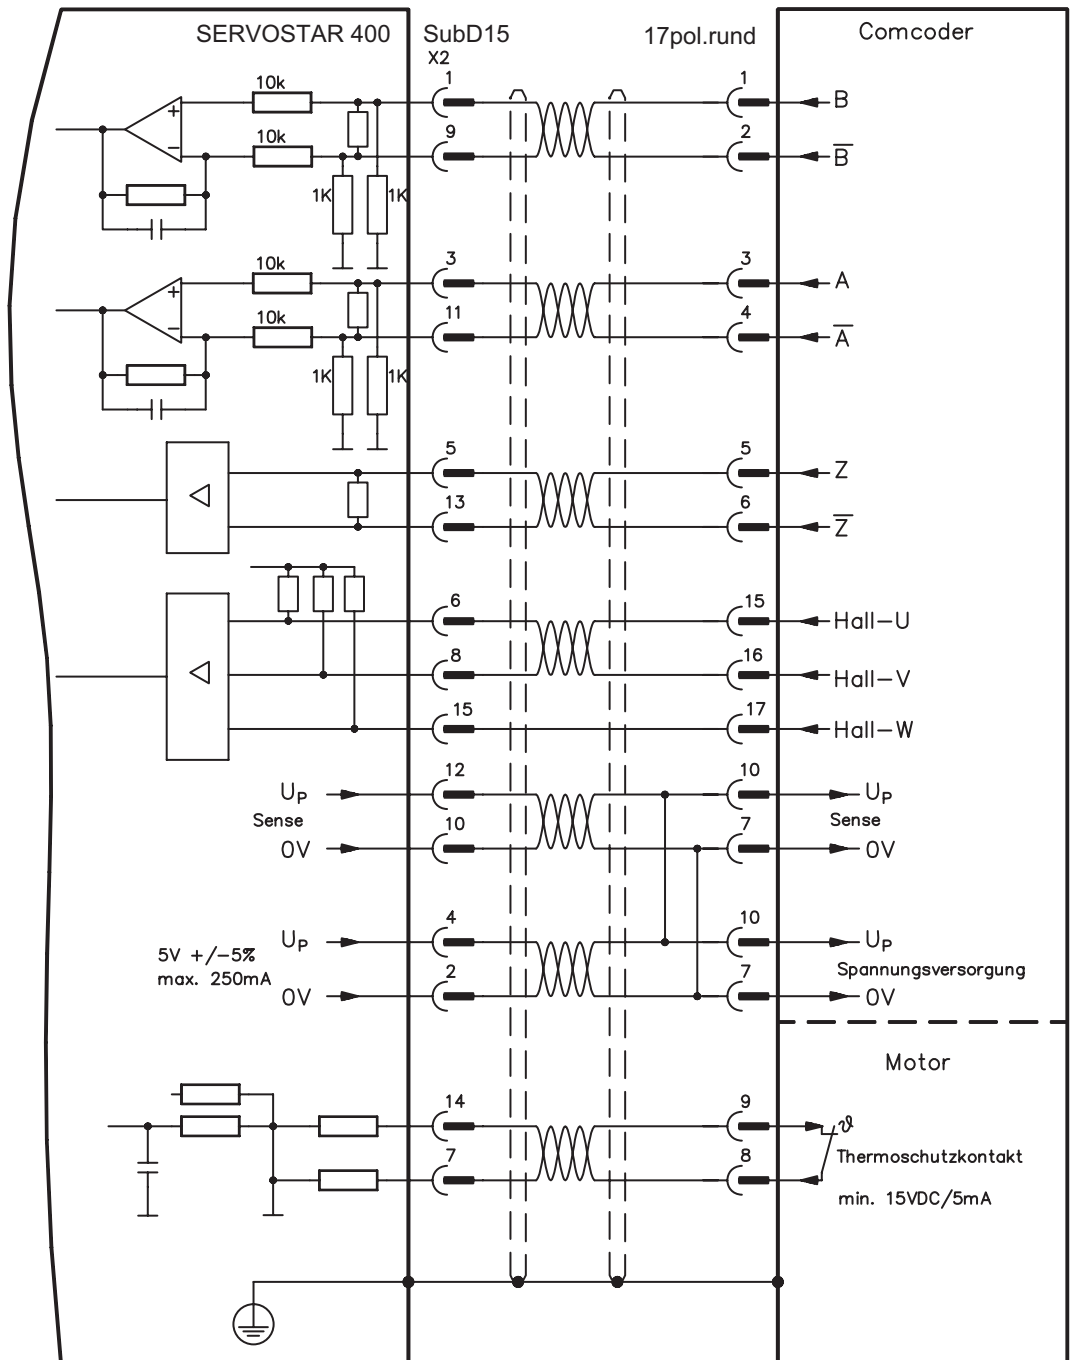 SERVOSTAR 400 SubD15 17pol.rund Comcoder
X2
10k 1 1 B
10k 9 2 B̅
1K 1K
10k 3 3 A
10k 11 4 A̅
1K 1K
5 5 Z
13 6 Z̅
6 15 Hall-U
8 16 Hall-V
15 17 Hall-W
UP 12 10 UP
Sense Sense
0V 10 7 0V
UP 4 10 UP
5V +/-5% Spannungsversorgung
max. 250mA
0V 2 7 0V
Motor
14 9 ϑ
7 8 Thermoschutzkontakt
min. 15VDC/5mA